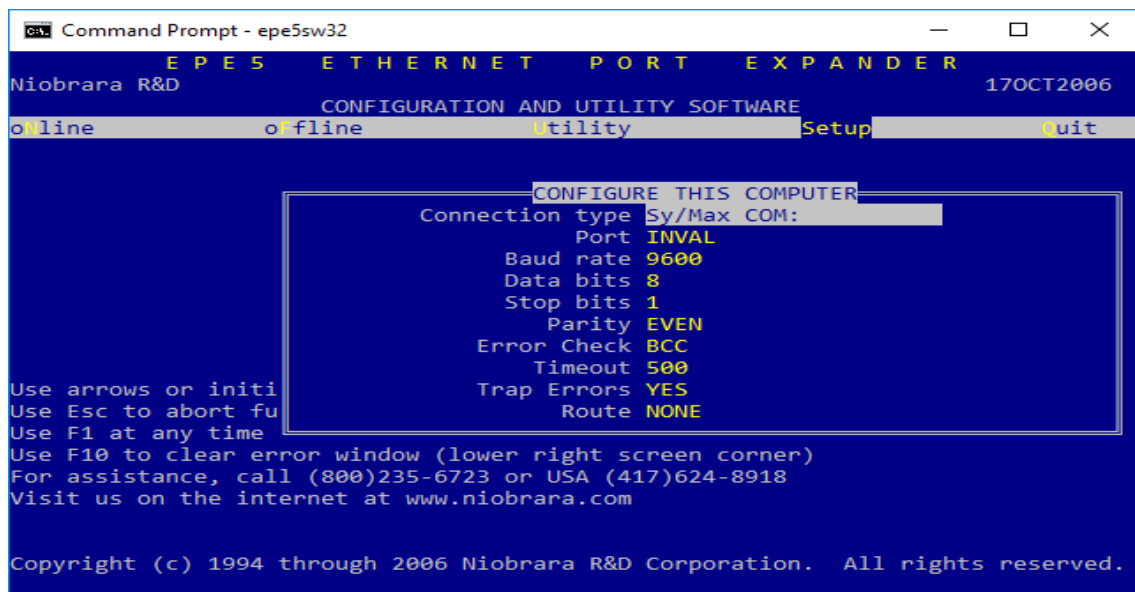 Command Prompt - epe5sw32
EPE5 ETHERNET PORT EXPANDER
Niobrara R&D 17OCT2006
CONFIGURATION AND UTILITY SOFTWARE
oNline oFfline Utility Setup Quit
CONFIGURE THIS COMPUTER
Connection type Sy/Max COM:
Port INVAL
Baud rate 9600
Data bits 8
Stop bits 1
Parity EVEN
Error Check BCC
Timeout 500
Use arrows or initi Trap Errors YES
Use Esc to abort fu Route NONE
Use F1 at any time
Use F10 to clear error window (lower right screen corner)
For assistance, call (800)235-6723 or USA (417)624-8918
Visit us on the internet at www.niobrara.com
Copyright (c) 1994 through 2006 Niobrara R&D Corporation. All rights reserved.